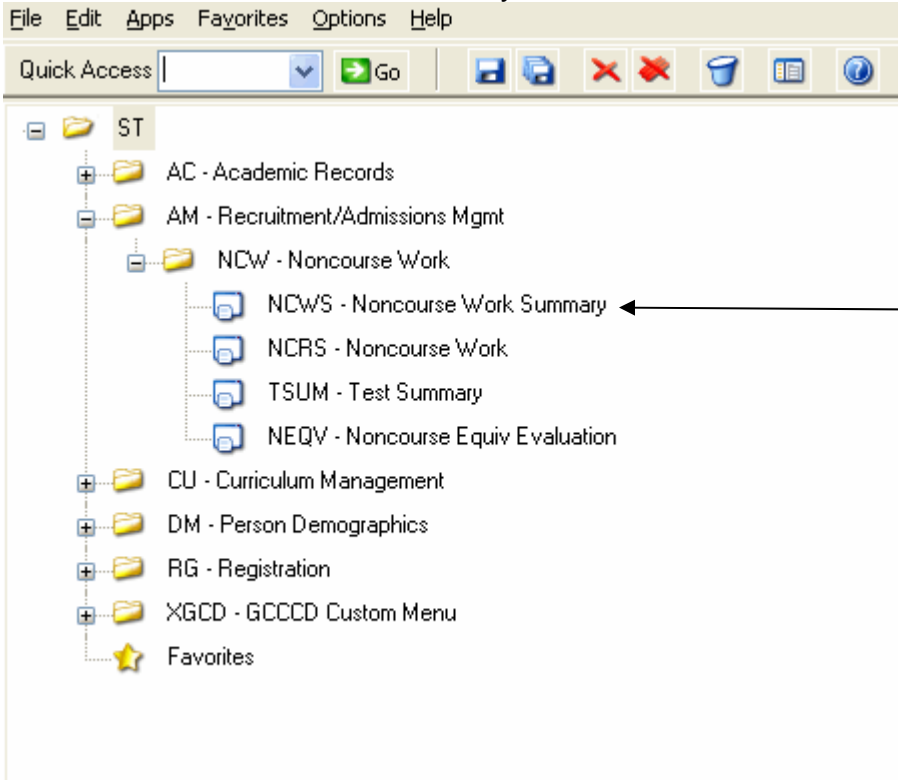 File Edit Apps Favorites Options Help
Quick Access Go
ST
AC - Academic Records
AM - Recruitment/Admissions Mgmt
NCW - Noncourse Work
NCWS - Noncourse Work Summary
NCRS - Noncourse Work
TSUM - Test Summary
NEQV - Noncourse Equiv Evaluation
CU - Curriculum Management
DM - Person Demographics
RG - Registration
XGCD - GCCCD Custom Menu
Favorites